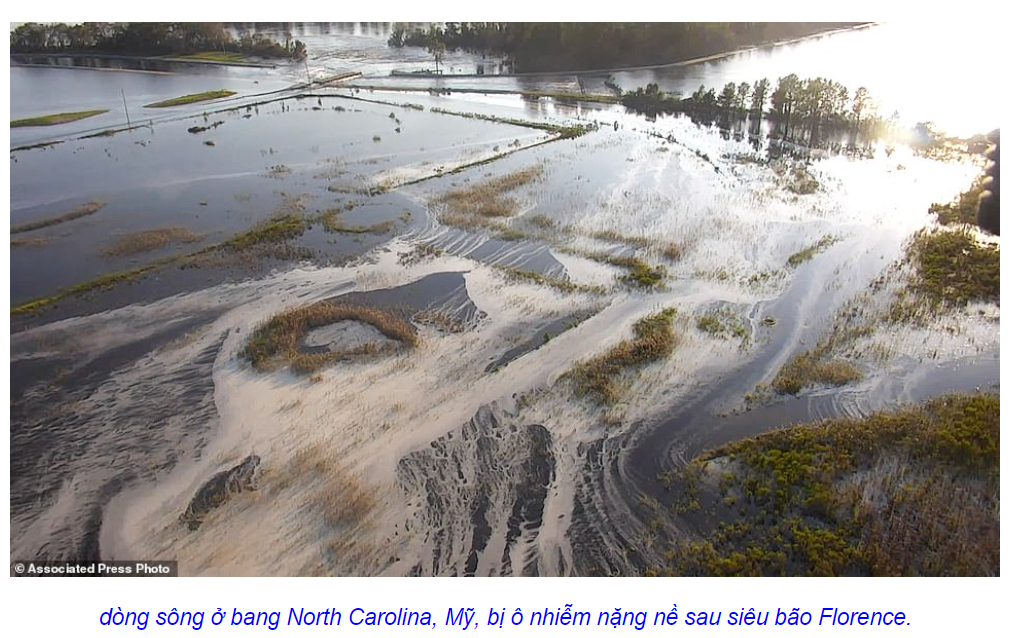 © Associated Press Photo
dòng sông ở bang North Carolina, Mỹ, bị ô nhiễm nặng nề sau siêu bão Florence.